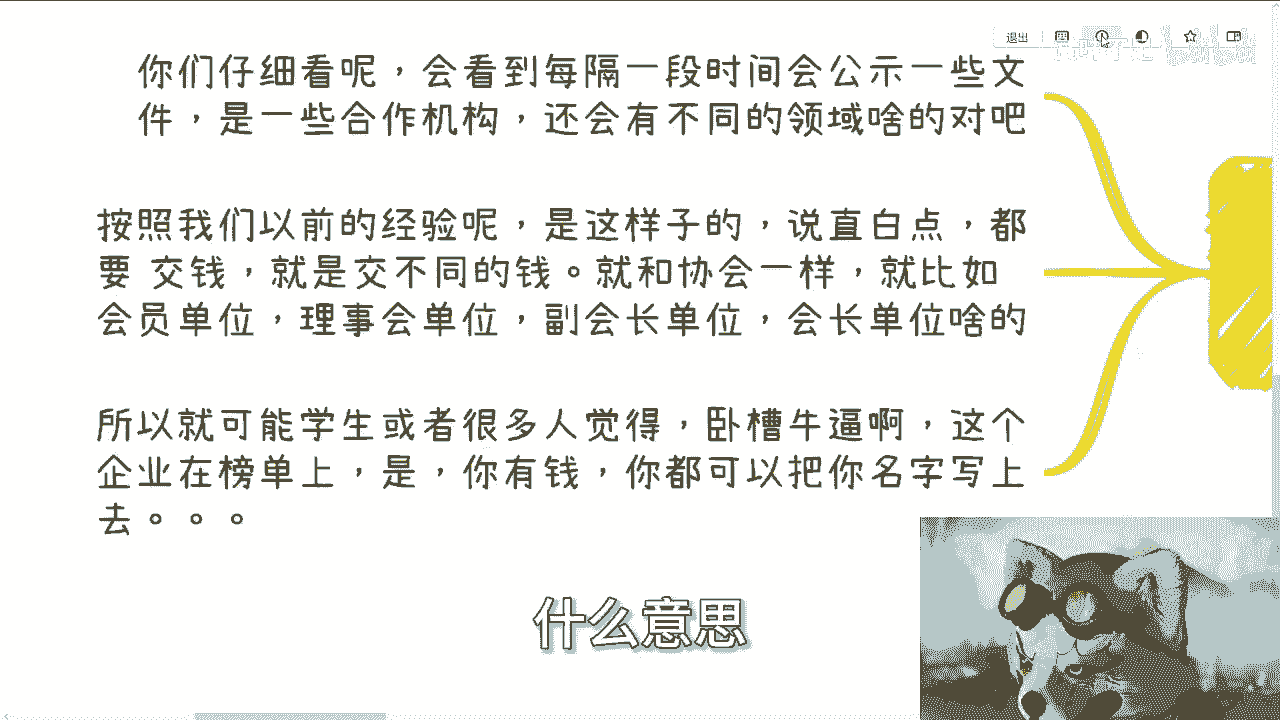 退出
你们仔细看呢，会看到每隔一段时间会公示一些文
件，是一些合作机构，还会有不同的领域啥的对吧
按照我们以前的经验呢，是这样子的，说直白点，都
要 交钱，就是交不同的钱。就和协会一样，就比如
会员单位，理事会单位，副会长单位，会长单位啥的
所以就可能学生或者很多人觉得，卧槽牛逼啊，这个
企业在榜单上，是，你有钱，你都可以把你名字写上
去。。。
什么意思